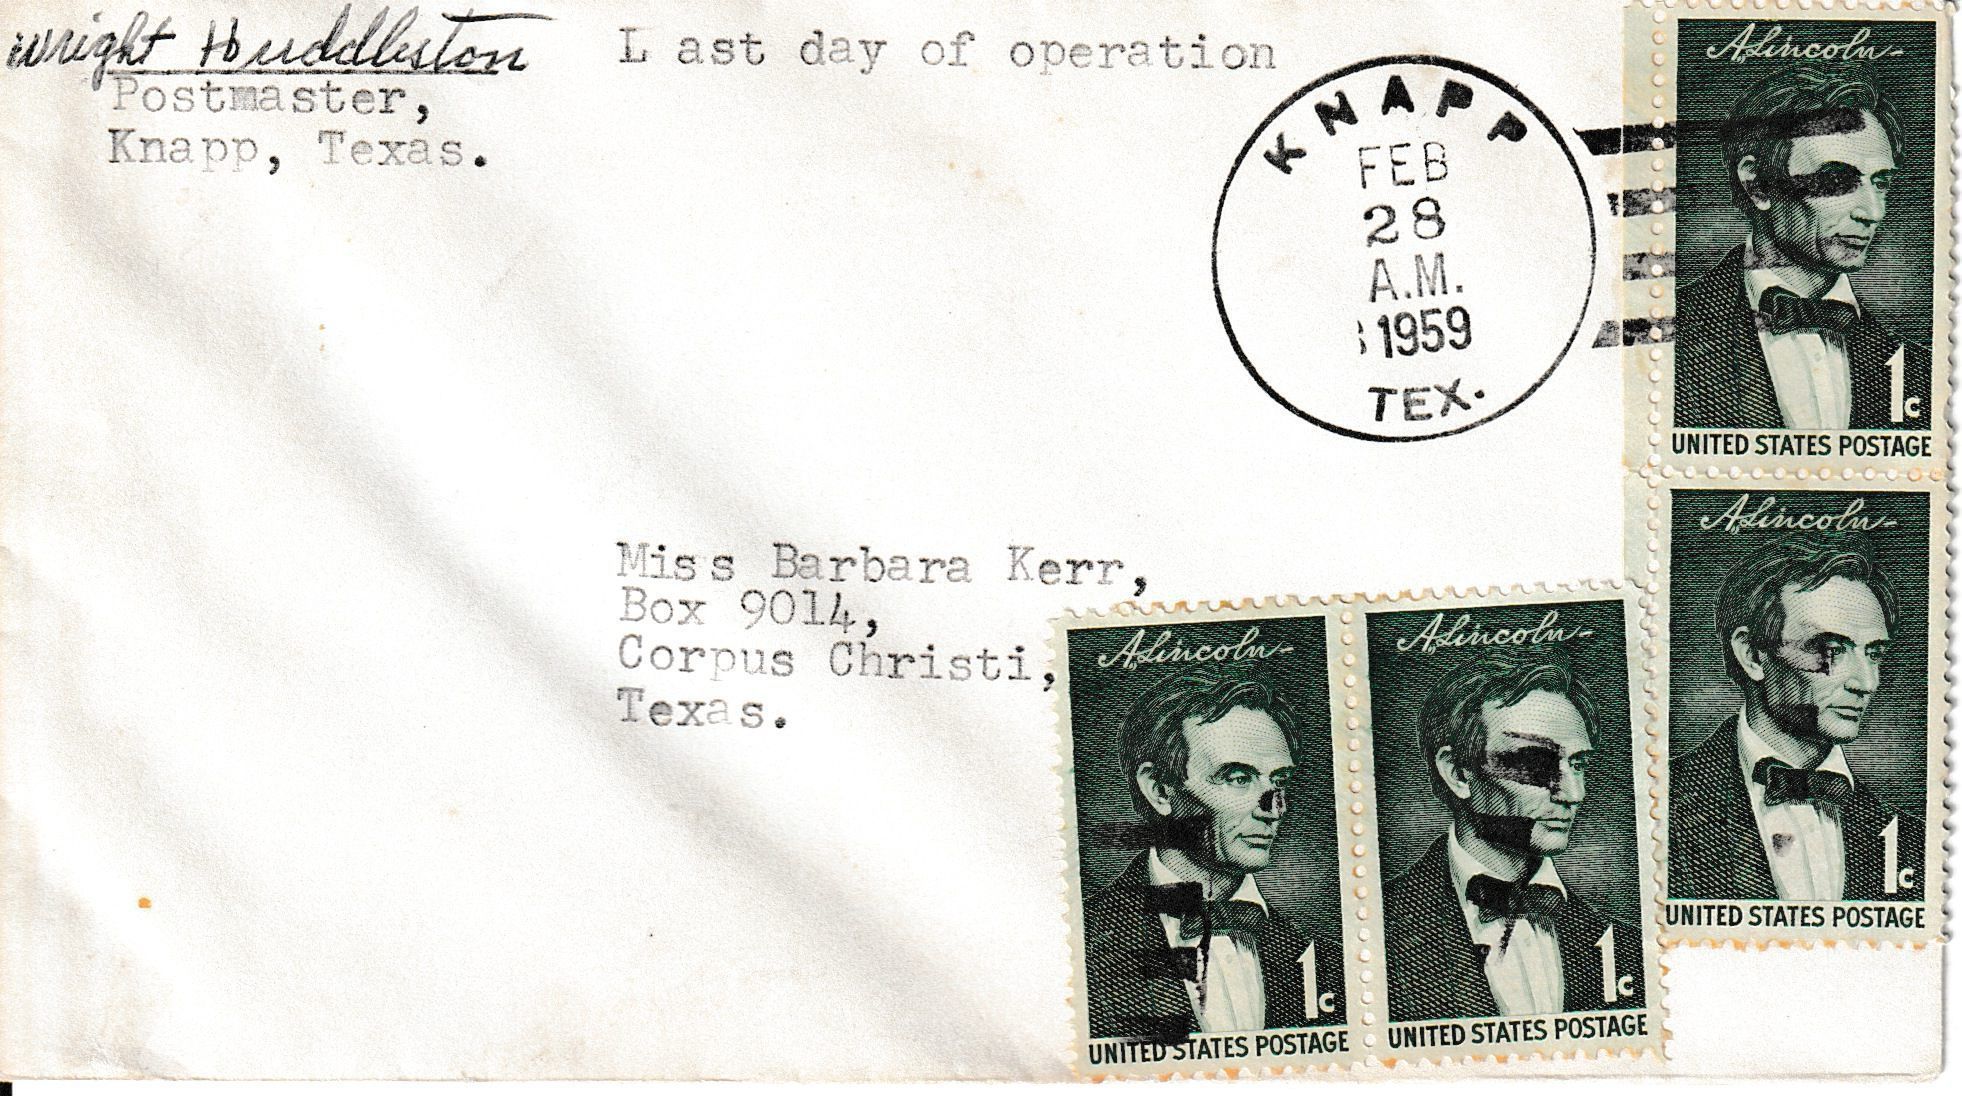 Wright Huddleston
Postmaster,
Knapp, Texas.
Last day of operation
KNAPP
FEB
28
A.M.
1959
TEX.
Miss Barbara Kerr,
Box 9014,
Corpus Christi,
Texas.
A. Lincoln
1c
UNITED STATES POSTAGE
A. Lincoln
1c
UNITED STATES POSTAGE
A. Lincoln
1c
UNITED STATES POSTAGE
A. Lincoln
1c
UNITED STATES POSTAGE